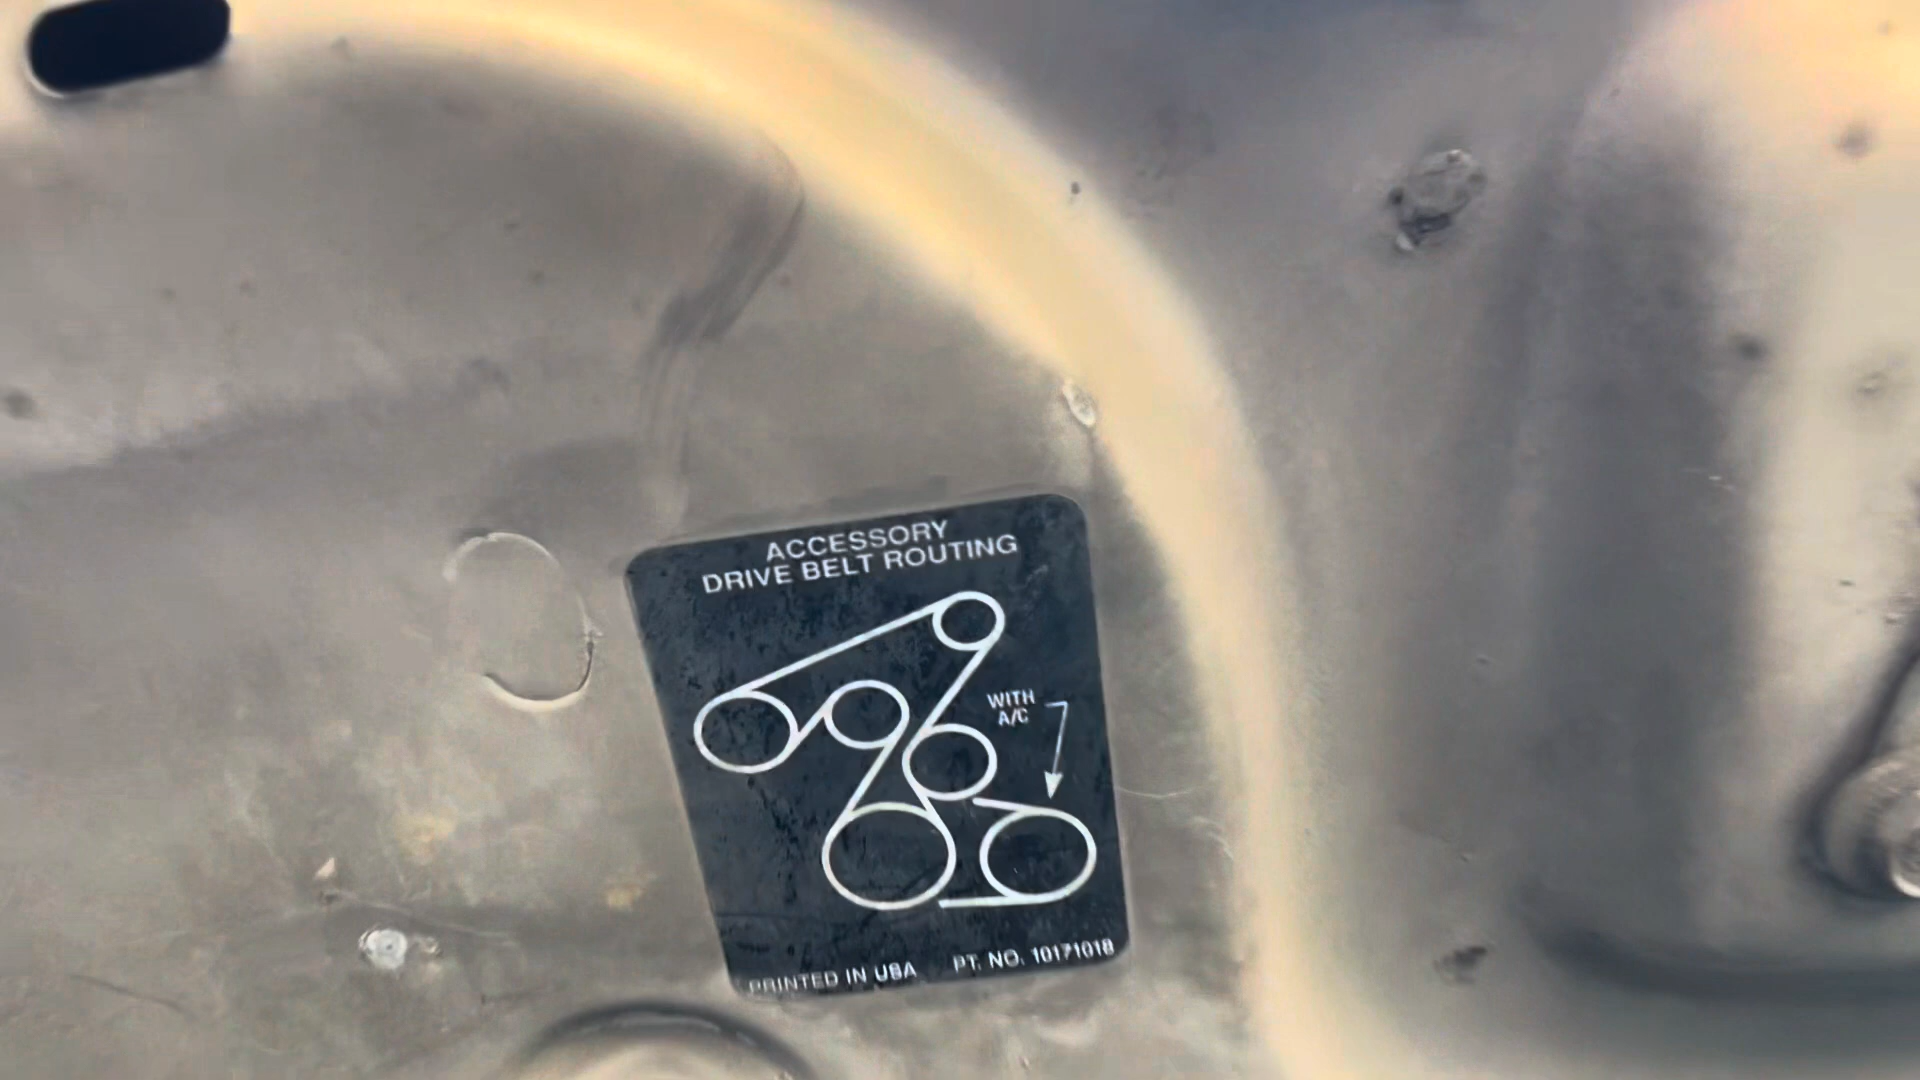 ACCESSORY
DRIVE BELT ROUTING
WITH
A/C
PRINTED IN USA PT. NO. 10171018